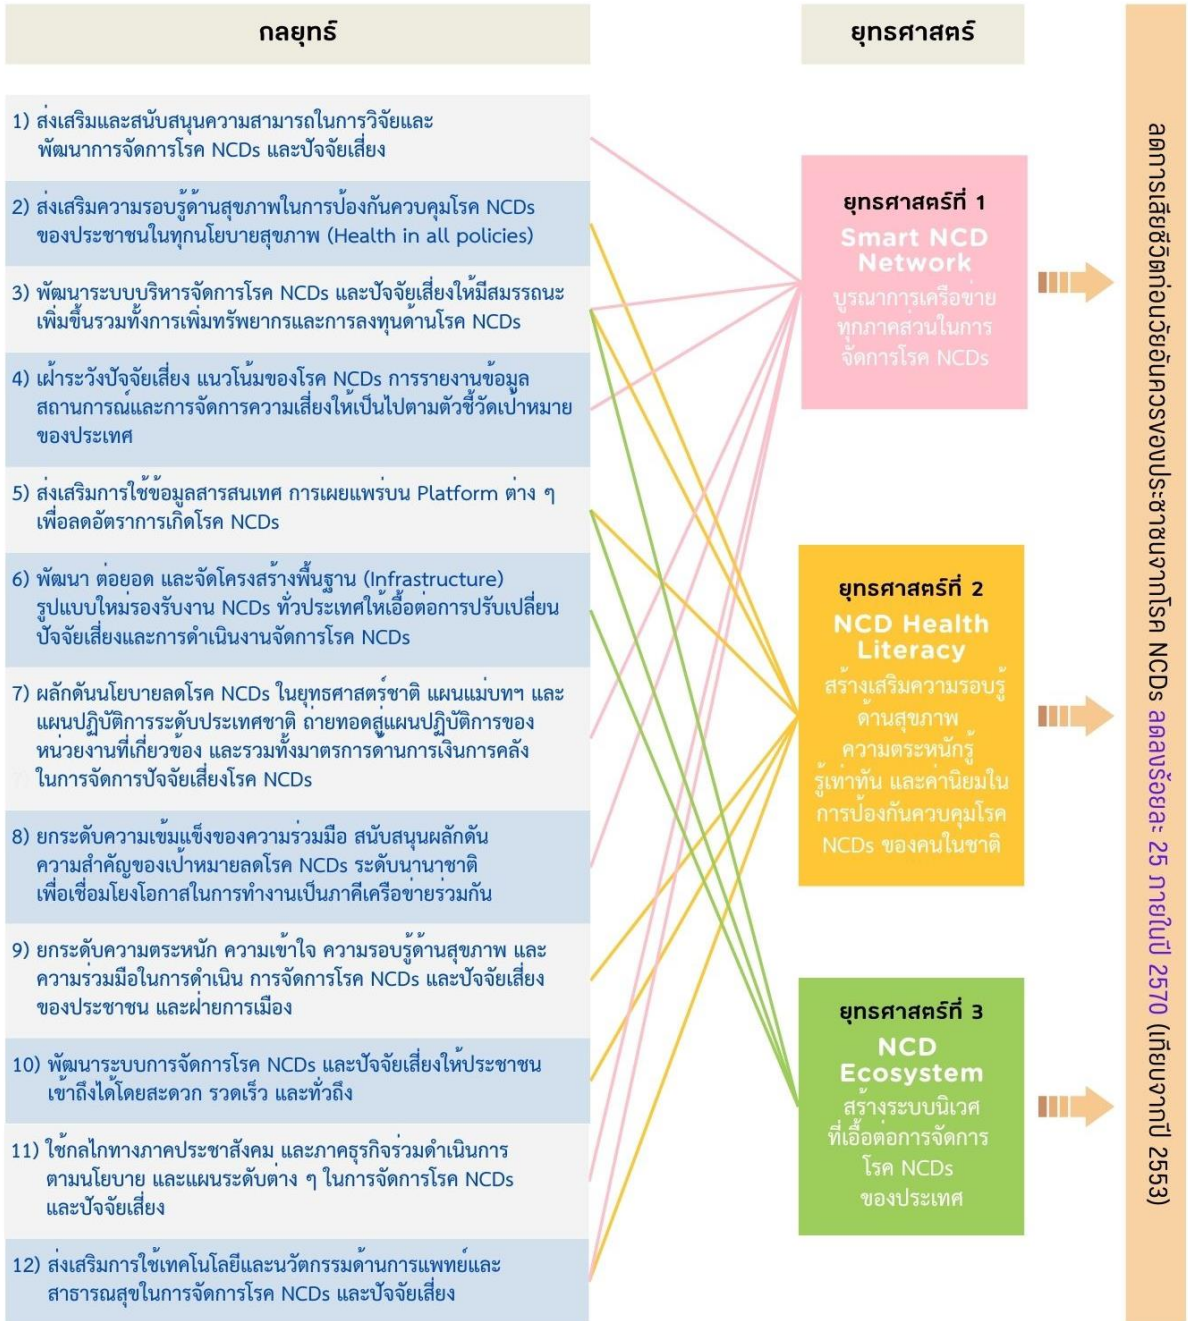 กลยุทธ์
ยุทธศาสตร์
1) ส่งเสริมและสนับสนุนความสามารถในการวิจัยและ
พัฒนาการจัดการโรค NCDs และปัจจัยเสี่ยง
2) ส่งเสริมความรอบรู้ด้านสุขภาพในการป้องกันควบคุมโรค NCDs
ของประชาชนในทุกนโยบายสุขภาพ (Health in all policies)
3) พัฒนาระบบบริหารจัดการโรค NCDs และปัจจัยเสี่ยงให้มีสมรรถนะ
เพิ่มขึ้นรวมทั้งการเพิ่มทรัพยากรและการลงทุนด้านโรค NCDs
4) เฝ้าระวังปัจจัยเสี่ยง แนวโน้มของโรค NCDs การรายงานข้อมูล
สถานการณ์และการจัดการความเสี่ยงให้เป็นไปตามตัวชี้วัดเป้าหมาย
ของประเทศ
5) ส่งเสริมการใช้ข้อมูลสารสนเทศ การเผยแพร่บน Platform ต่าง ๆ
เพื่อลดอัตราการเกิดโรค NCDs
6) พัฒนา ต่อยอด และจัดโครงสร้างพื้นฐาน (Infrastructure)
รูปแบบใหม่รองรับงาน NCDs ทั่วประเทศให้เอื้อต่อการปรับเปลี่ยน
ปัจจัยเสี่ยงและการดำเนินงานจัดการโรค NCDs
7) ผลักดันนโยบายลดโรค NCDs ในยุทธศาสตร์ชาติ แผนแม่บทฯ และ
แผนปฏิบัติการระดับประเทศชาติ ถ่ายทอดสู่แผนปฏิบัติการของ
หน่วยงานที่เกี่ยวข้อง และรวมทั้งมาตรการด้านการเงินการคลัง
ในการจัดการปัจจัยเสี่ยงโรค NCDs
8) ยกระดับความเข้มแข็งของความร่วมมือ สนับสนุนผลักดัน
ความสำคัญของเป้าหมายลดโรค NCDs ระดับนานาชาติ
เพื่อเชื่อมโยงโอกาสในการทำงานเป็นภาคีเครือข่ายร่วมกัน
9) ยกระดับความตระหนัก ความเข้าใจ ความรอบรู้ด้านสุขภาพ และ
ความร่วมมือในการดำเนิน การจัดการโรค NCDs และปัจจัยเสี่ยง
ของประชาชน และฝ่ายการเมือง
10) พัฒนาระบบการจัดการโรค NCDs และปัจจัยเสี่ยงให้ประชาชน
เข้าถึงได้โดยสะดวก รวดเร็ว และทั่วถึง
11) ใช้กลไกทางภาคประชาสังคม และภาคธุรกิจร่วมดำเนินการ
ตามนโยบาย และแผนระดับต่าง ๆ ในการจัดการโรค NCDs
และปัจจัยเสี่ยง
12) ส่งเสริมการใช้เทคโนโลยีและนวัตกรรมด้านการแพทย์และ
สาธารณสุขในการจัดการโรค NCDs และปัจจัยเสี่ยง
ยุทธศาสตร์ที่ 1
Smart NCD
Network
บูรณาการเครือข่าย
ทุกภาคส่วนในการ
จัดการโรค NCDs
ยุทธศาสตร์ที่ 2
NCD Health
Literacy
สร้างเสริมความรอบรู้
ด้านสุขภาพ
ความตระหนักรู้
รู้เท่าทัน และค่านิยมใน
การป้องกันควบคุมโรค
NCDs ของคนในชาติ
ยุทธศาสตร์ที่ 3
NCD
Ecosystem
สร้างระบบนิเวศ
ที่เอื้อต่อการจัดการ
โรค NCDs
ของประเทศ
ลดการเสียชีวิตก่อนวัยอันควรของประชาชนจากโรค NCDs ลดลงร้อยละ 25 ภายในปี 2570 (เทียบจากปี 2553)